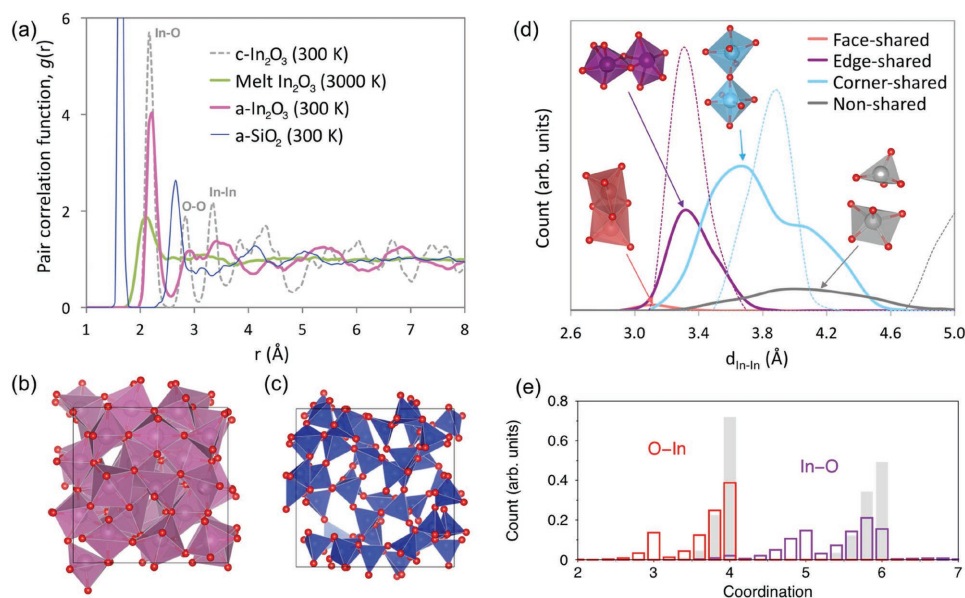 (a)
Pair correlation function, g(r)
6
4
2
0
In-O
O-O
In-In
c-In₂O₃ (300 K)
Melt In₂O₃ (3000 K)
a-In₂O₃ (300 K)
a-SiO₂ (300 K)
1 2 3 4 5 6 7 8
r (Å)
(b)
(c)
(d)
Count (arb. units)
Face-shared
Edge-shared
Corner-shared
Non-shared
2.6 3.0 3.4 3.8 4.2 4.6 5.0
d_In-In (Å)
(e)
Count (arb. units)
0.8
0.6
0.4
0.2
0
O–In
In–O
2 3 4 5 6 7
Coordination